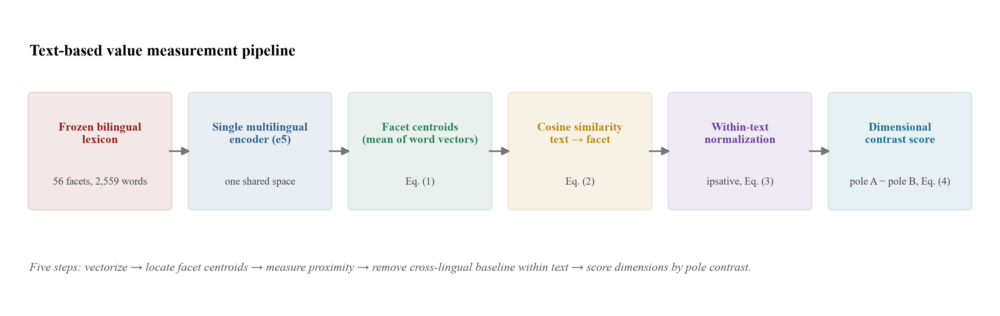 Text-based value measurement pipeline
Frozen bilingual
lexicon
56 facets, 2,559 words
Single multilingual
encoder (e5)
one shared space
Facet centroids
(mean of word vectors)
Eq. (1)
Cosine similarity
text → facet
Eq. (2)
Within-text
normalization
ipsative, Eq. (3)
Dimensional
contrast score
pole A − pole B, Eq. (4)
Five steps: vectorize → locate facet centroids → measure proximity → remove cross-lingual baseline within text → score dimensions by pole contrast.